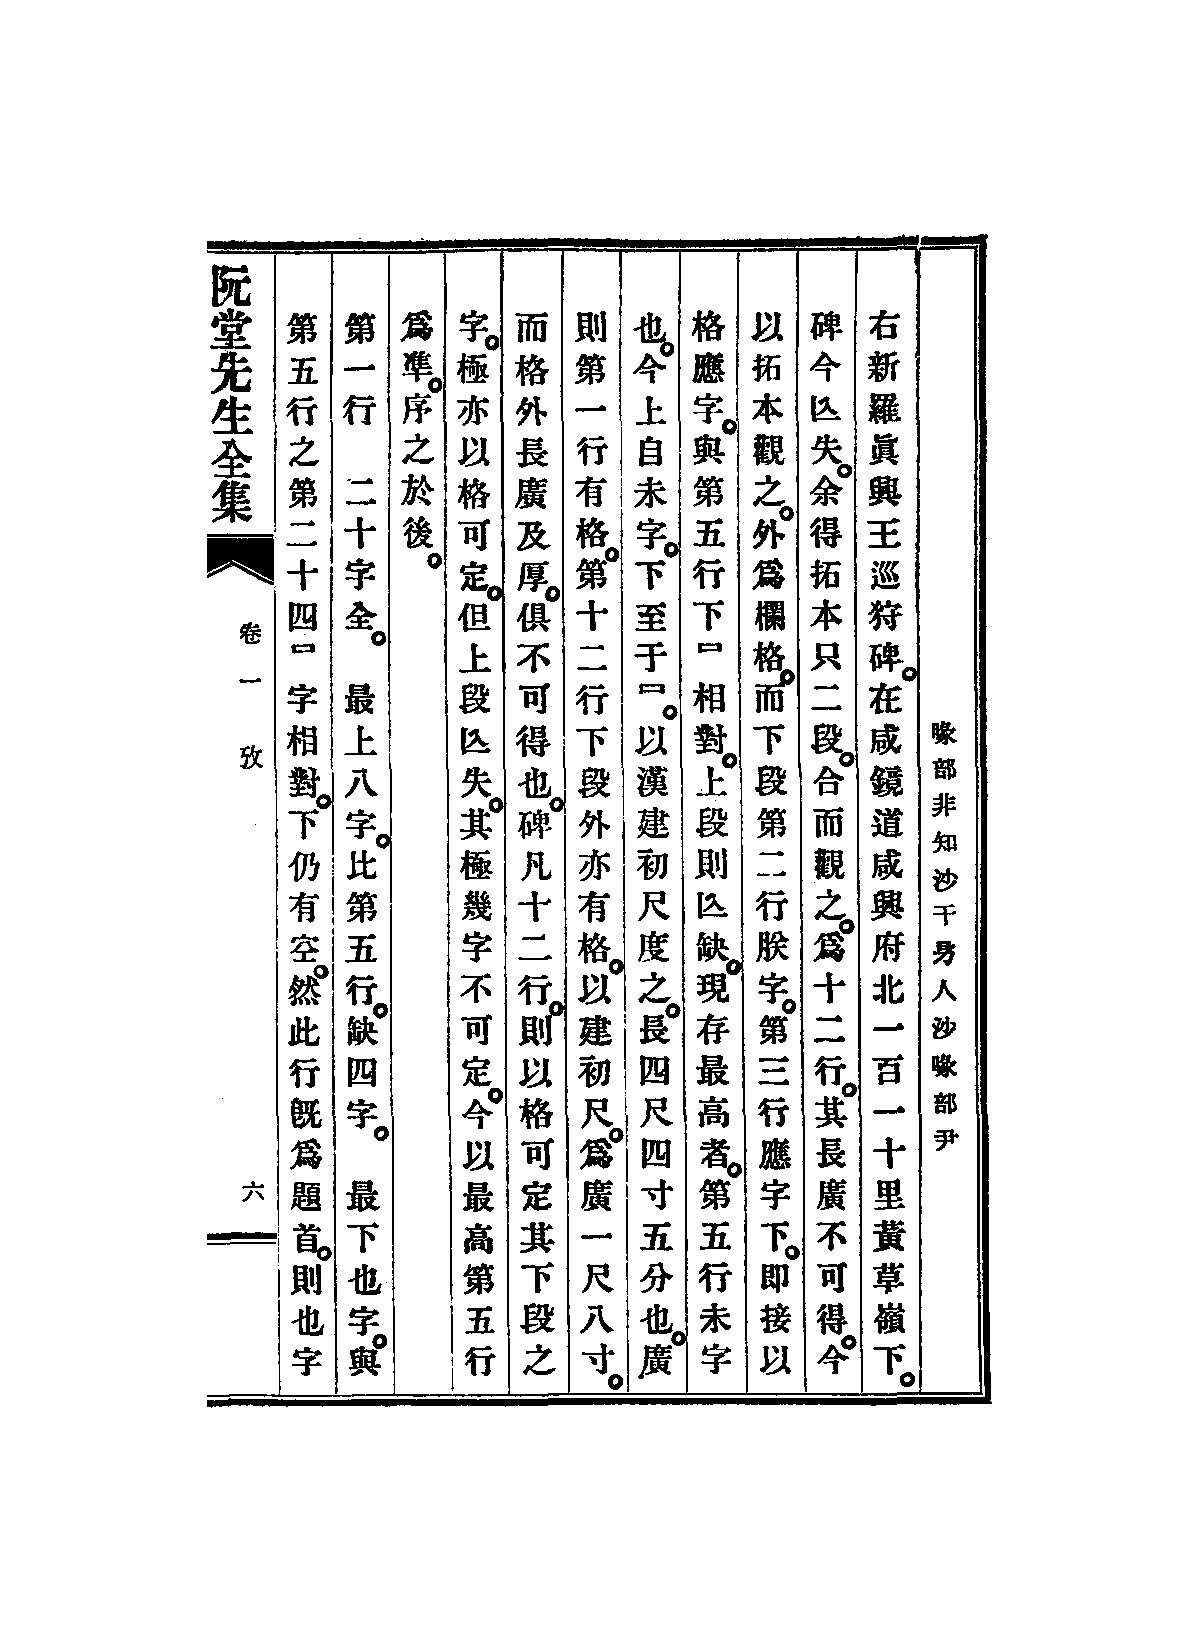 喙部非知沙干另人沙喙部尹
右新羅眞興王巡狩碑。在咸鏡道咸興府北一百一十里黃草嶺下。
碑今亾失。余得拓本只二段。合而觀之。爲十二行。其長廣不可得。今
以拓本觀之。外爲欄格。而下段第二行朕字。第三行應字下。即接以
格應字。與第五行下口相對。上段則亾缺。現存最高者。第五行未字
也。今上自未字。下至于口。以漢建初尺度之。長四尺四寸五分也。廣
則第一行有格。第十二行下段外亦有格。以建初尺。爲廣一尺八寸。
而格外長廣及厚。俱不可得也。碑凡十二行。則以格可定其下段之
字。極亦以格可定。但上段亾失。其極幾字不可定。今以最高第五行
爲準。序之於後。
第一行　二十字全。　最上八字。比第五行。缺四字。　最下也字。與
第五行之第二十四口字相對。下仍有空。然此行旣爲題首。則也字
阮堂先生全集　卷一　攷　六